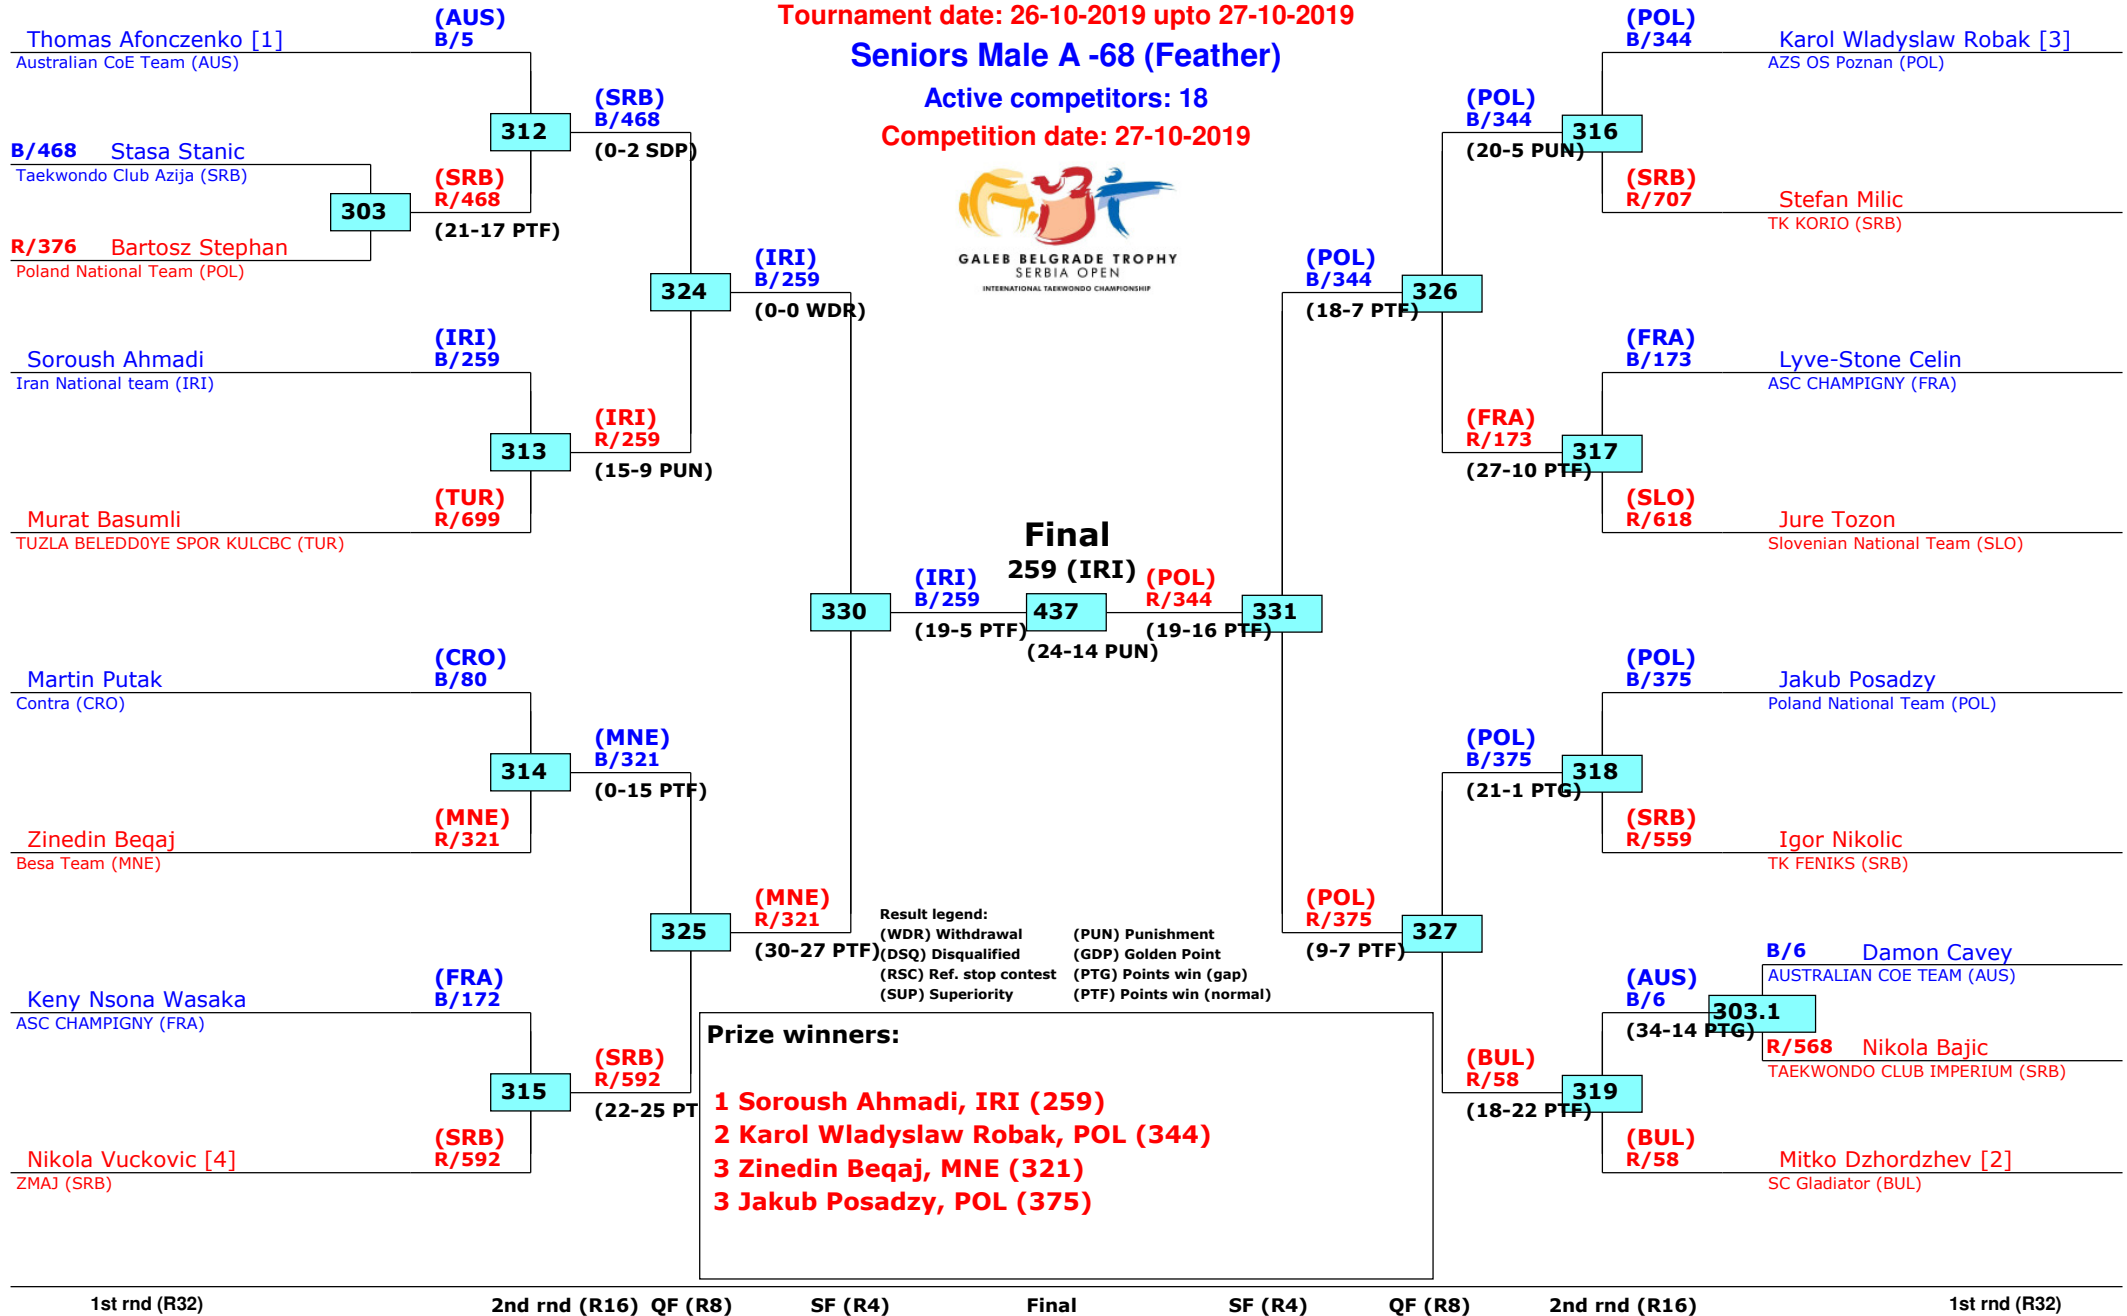 Tournament date: 26-10-2019 upto 27-10-2019
Seniors Male A -68 (Feather)
Active competitors: 18
Competition date: 27-10-2019
GALEB BELGRADE TROPHY
SERBIA OPEN
INTERNATIONAL TAEKWONDO CHAMPIONSHIP
Thomas Afonczenko [1]
Australian CoE Team (AUS)
(AUS)
B/5
B/468 Stasa Stanic
Taekwondo Club Azija (SRB)
303
R/376 Bartosz Stephan
Poland National Team (POL)
(SRB)
R/468
(21-17 PTF)
312
(SRB)
B/468
(0-2 SDP)
Soroush Ahmadi
Iran National team (IRI)
(IRI)
B/259
313
Murat Basumli
TUZLA BELEDD0YE SPOR KULCBC (TUR)
(TUR)
R/699
(IRI)
R/259
(15-9 PUN)
324
(IRI)
B/259
(0-0 WDR)
Martin Putak
Contra (CRO)
(CRO)
B/80
314
Zinedin Beqaj
Besa Team (MNE)
(MNE)
R/321
(MNE)
B/321
(0-15 PTF)
Keny Nsona Wasaka
ASC CHAMPIGNY (FRA)
(FRA)
B/172
315
Nikola Vuckovic [4]
ZMAJ (SRB)
(SRB)
R/592
(SRB)
R/592
(22-25 PT
325
(MNE)
R/321
(30-27 PTF)
330
(IRI)
B/259
(19-5 PTF)
Final
259 (IRI)
437
(24-14 PUN)
(POL)
R/344
(19-16 PTF)
331
(POL)
B/344
(18-7 PTF)
326
(POL)
B/344
(20-5 PUN)
316
(POL)
B/344
Karol Wladyslaw Robak [3]
AZS OS Poznan (POL)
(SRB)
R/707
Stefan Milic
TK KORIO (SRB)
(FRA)
R/173
(27-10 PTF)
317
(FRA)
B/173
Lyve-Stone Celin
ASC CHAMPIGNY (FRA)
(SLO)
R/618
Jure Tozon
Slovenian National Team (SLO)
(POL)
R/375
(9-7 PTF)
327
(POL)
B/375
(21-1 PTG)
318
(POL)
B/375
Jakub Posadzy
Poland National Team (POL)
(SRB)
R/559
Igor Nikolic
TK FENIKS (SRB)
(BUL)
R/58
(18-22 PTF)
319
(AUS)
B/6
(34-14 PTG)
303.1
B/6 Damon Cavey
AUSTRALIAN COE TEAM (AUS)
R/568 Nikola Bajic
TAEKWONDO CLUB IMPERIUM (SRB)
(BUL)
R/58
Mitko Dzhordzhev [2]
SC Gladiator (BUL)
Result legend:
(WDR) Withdrawal (PUN) Punishment
(DSQ) Disqualified (GDP) Golden Point
(RSC) Ref. stop contest (PTG) Points win (gap)
(SUP) Superiority (PTF) Points win (normal)
Prize winners:
1 Soroush Ahmadi, IRI (259)
2 Karol Wladyslaw Robak, POL (344)
3 Zinedin Beqaj, MNE (321)
3 Jakub Posadzy, POL (375)
1st rnd (R32) 2nd rnd (R16) QF (R8) SF (R4) Final SF (R4) QF (R8) 2nd rnd (R16) 1st rnd (R32)